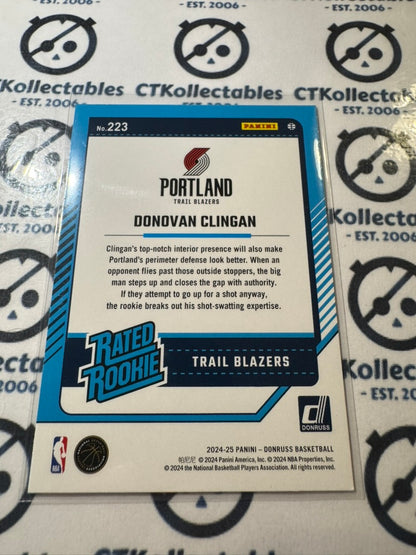 CTKollectables
- EST. 2006 -
No.223
PANINI
PORTLAND
TRAIL BLAZERS
DONOVAN CLINGAN
Clingan's top-notch interior presence will also make
Portland's perimeter defense look better. When an
opponent flies past those outside stoppers, the big
man steps up and closes the gap with authority.
If they attempt to go up for a shot anyway,
the rookie breaks out his shot-swatting expertise.
RATED
ROOKIE
TRAIL BLAZERS
DONRUSS
NBA
2024-25 PANINI – DONRUSS BASKETBALL
帕尼尼 © 2024 Panini America, Inc. © 2024 NBA Properties, Inc.
© 2024 the National Basketball Players Association. All rights reserved.